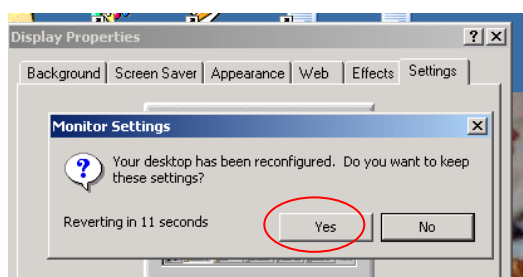 Display Properties
Background Screen Saver Appearance Web Effects Settings
Monitor Settings
Your desktop has been reconfigured. Do you want to keep
these settings?
Reverting in 11 seconds
Yes No